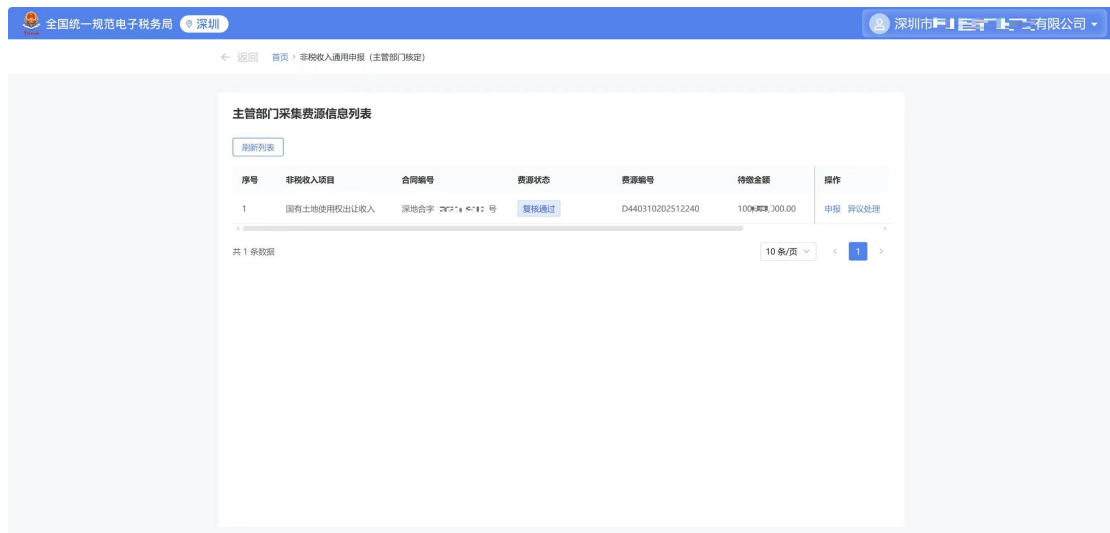 全国统一规范电子税务局 深圳
深圳市 有限公司
返回 首页 › 非税收入通用申报（主管部门核定）
主管部门采集费源信息列表
刷新列表
序号 非税收入项目 合同编号 费源状态 费源编号 待缴金额 操作
1 国有土地使用权出让收入 深地合字 号 复核通过 D440310202512240 申报 异议处理
共 1 条数据 10 条/页 1